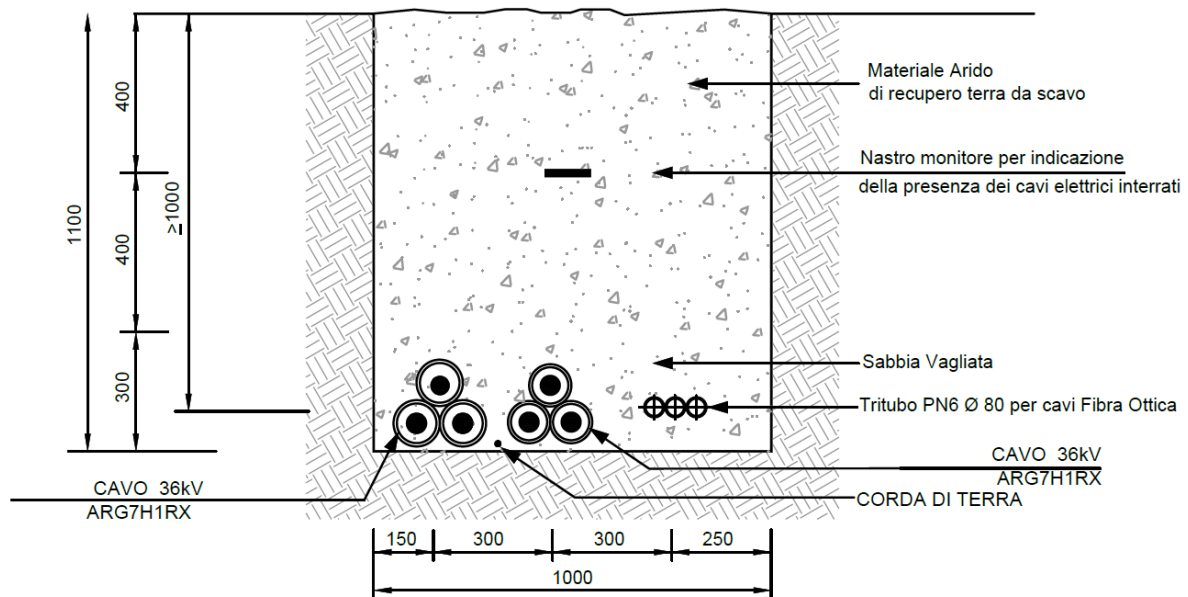 Materiale Arido
di recupero terra da scavo
Nastro monitore per indicazione
della presenza dei cavi elettrici interrati
Sabbia Vagliata
Tritubo PN6 Ø 80 per cavi Fibra Ottica
CAVO 36kV
ARG7H1RX
CORDA DI TERRA
CAVO 36kV
ARG7H1RX
1100
400
400
300
≥1000
150
300
300
250
1000